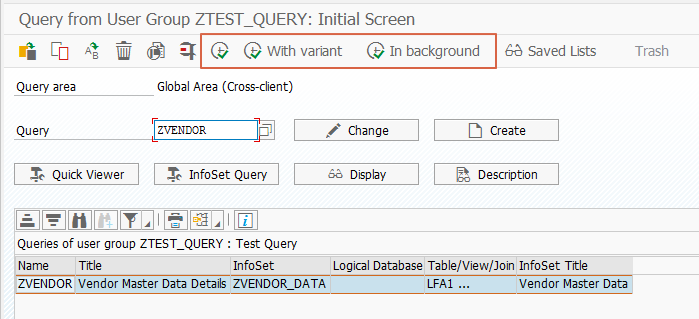 Query from User Group ZTEST_QUERY: Initial Screen
With variant In background Saved Lists Trash
Query area Global Area (Cross-client)
Query ZVENDOR Change Create
Quick Viewer InfoSet Query Display Description
Queries of user group ZTEST_QUERY : Test Query
Name Title InfoSet Logical Database Table/View/Join InfoSet Title
ZVENDOR Vendor Master Data Details ZVENDOR_DATA LFA1 ... Vendor Master Data